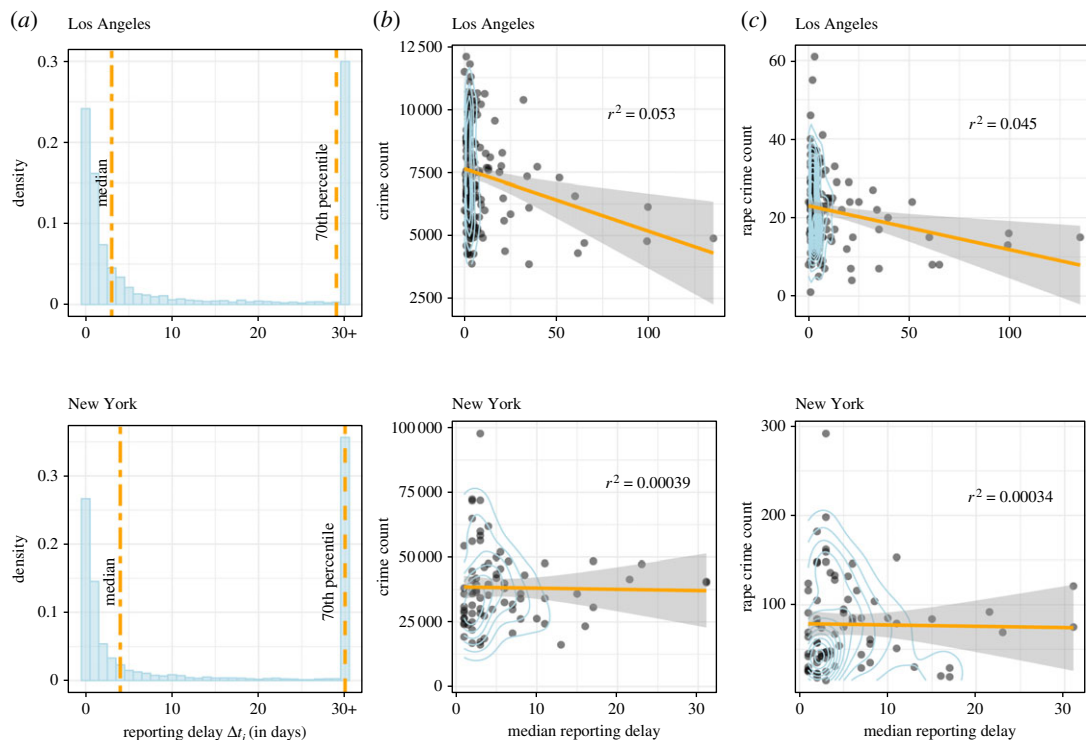 (a)
Los Angeles
0.3
0.2
0.1
0
density
median
70th percentile
0
10
20
30+
(b)
Los Angeles
12 500
10 000
7500
5000
2500
crime count
r² = 0.053
0
50
100
(c)
Los Angeles
60
40
20
0
rape crime count
r² = 0.045
0
50
100
New York
0.3
0.2
0.1
0
density
median
70th percentile
0
10
20
30+
reporting delay Δtᵢ (in days)
New York
100 000
75 000
50 000
25 000
0
crime count
r² = 0.00039
0
10
20
30
median reporting delay
New York
300
200
100
0
rape crime count
r² = 0.00034
0
10
20
30
median reporting delay